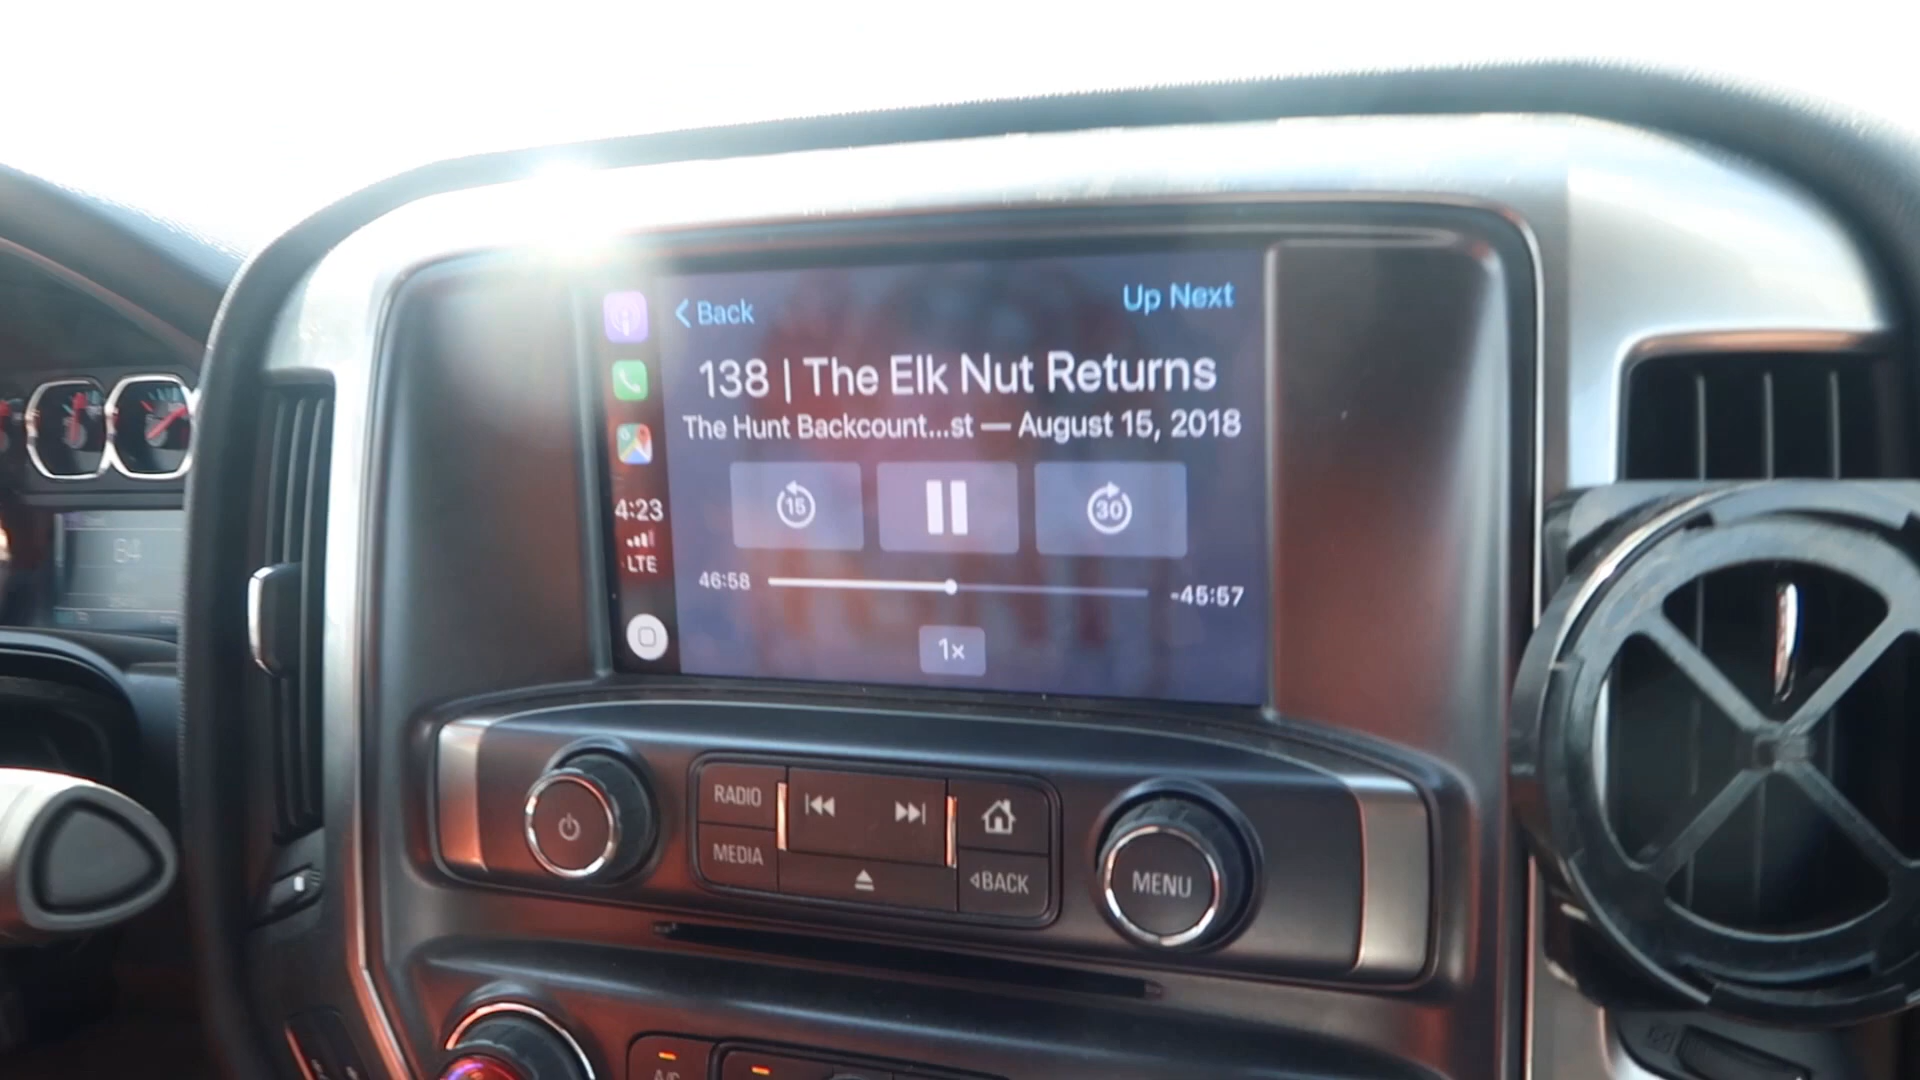 Back
Up Next
138 | The Elk Nut Returns
The Hunt Backcount...st — August 15, 2018
15
30
4:23
LTE
46:58
-45:57
1x
84
RADIO
MEDIA
BACK
MENU
A/C